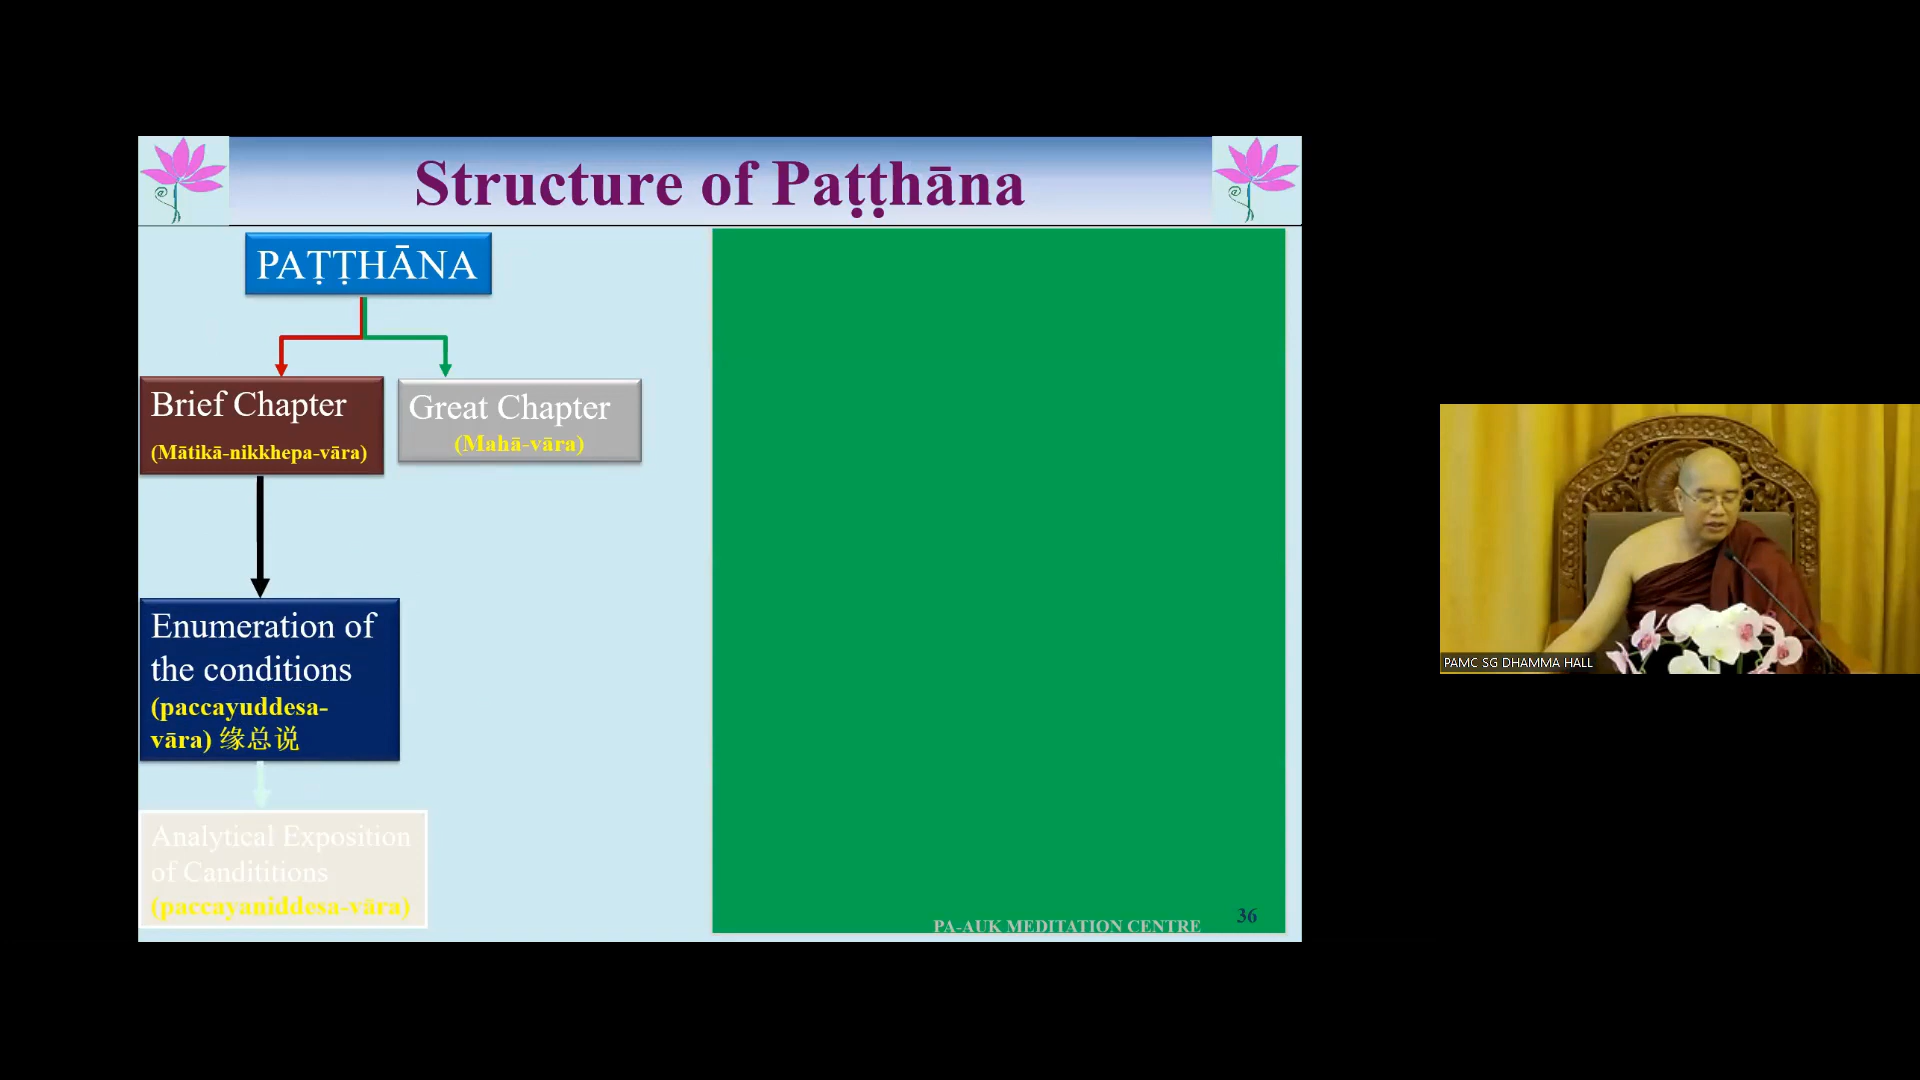 Structure of Paṭṭhāna
PAṬṬHĀNA
Brief Chapter
(Mātikā-nikkhepa-vāra)
Great Chapter
(Mahā-vāra)
Enumeration of
the conditions
(paccayuddesa-
vāra) 缘总说
Analytical Exposition
of Candititions
(paccayaniddesa-vāra)
PA-AUK MEDITATION CENTRE
36
PAMC SG DHAMMA HALL